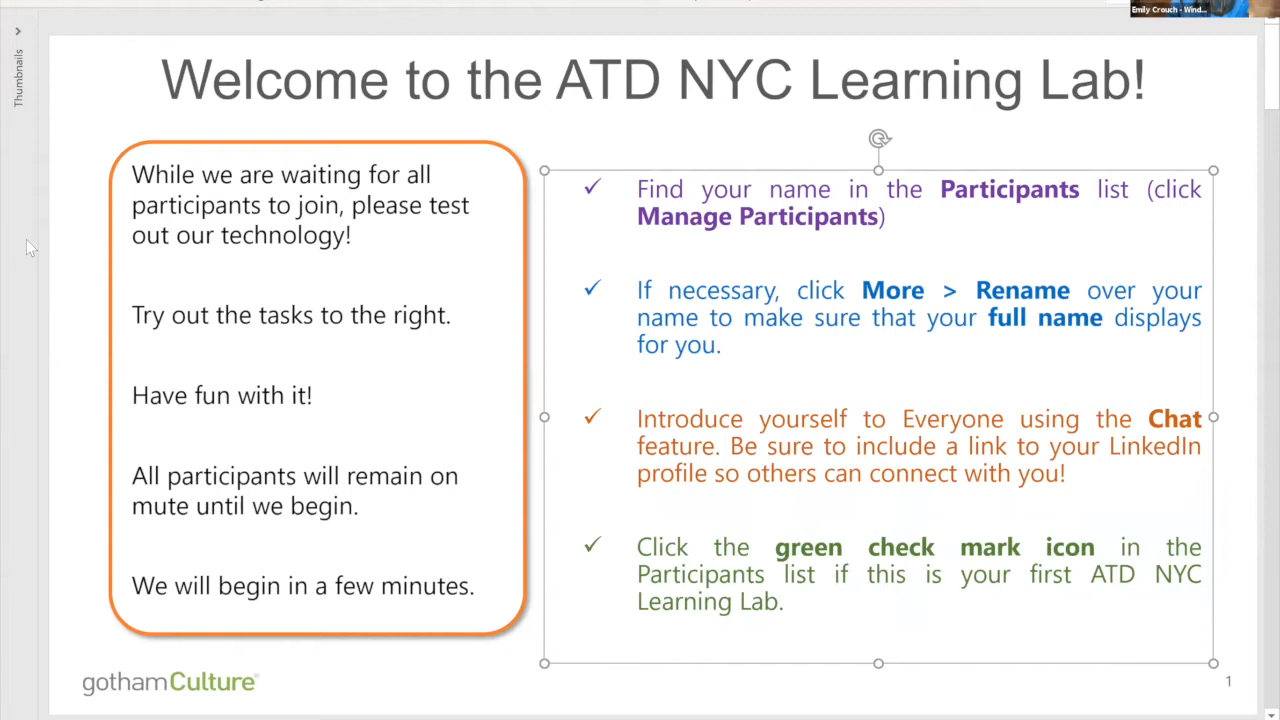 Emily Crouch - Wind...
Thumbnails
Welcome to the ATD NYC Learning Lab!
While we are waiting for all
participants to join, please test
out our technology!
Try out the tasks to the right.
Have fun with it!
All participants will remain on
mute until we begin.
We will begin in a few minutes.
✓ Find your name in the Participants list (click
Manage Participants)
✓ If necessary, click More > Rename over your
name to make sure that your full name displays
for you.
✓ Introduce yourself to Everyone using the Chat
feature. Be sure to include a link to your LinkedIn
profile so others can connect with you!
✓ Click the green check mark icon in the
Participants list if this is your first ATD NYC
Learning Lab.
gothamCulture
1